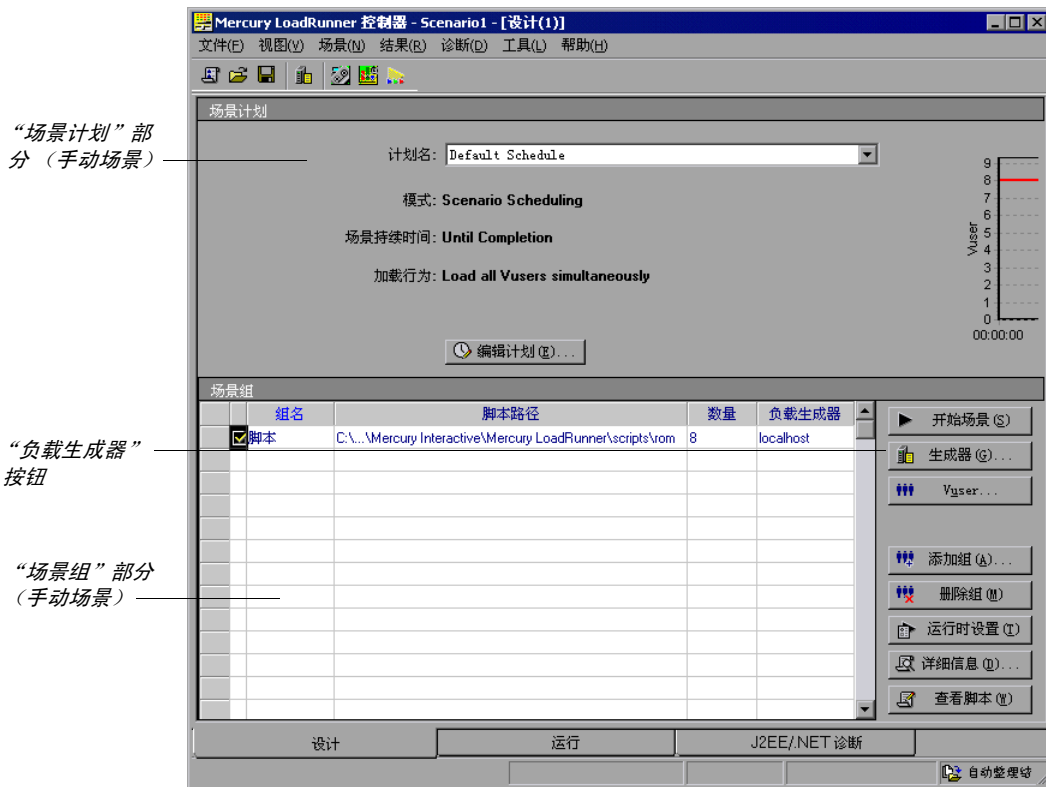 Mercury LoadRunner 控制器 - Scenario1 - [设计(1)]
文件(F) 视图(V) 场景(N) 结果(R) 诊断(D) 工具(L) 帮助(H)
场景计划
“场景计划”部
分 （手动场景）
计划名: Default Schedule
模式: Scenario Scheduling
场景持续时间: Until Completion
加载行为: Load all Vusers simultaneously
编辑计划(E)...
Vuser
9
8
7
6
5
4
3
2
1
0
00:00:00
场景组
组名 脚本路径 数量 负载生成器
脚本 C:\...\Mercury Interactive\Mercury LoadRunner\scripts\rom 8 localhost
“负载生成器”
按钮
“场景组”部分
（手动场景）
开始场景(S)
生成器(G)...
Vuser...
添加组(A)...
删除组(M)
运行时设置(T)
详细信息(D)...
查看脚本(W)
设计 运行 J2EE/.NET 诊断
自动整理结